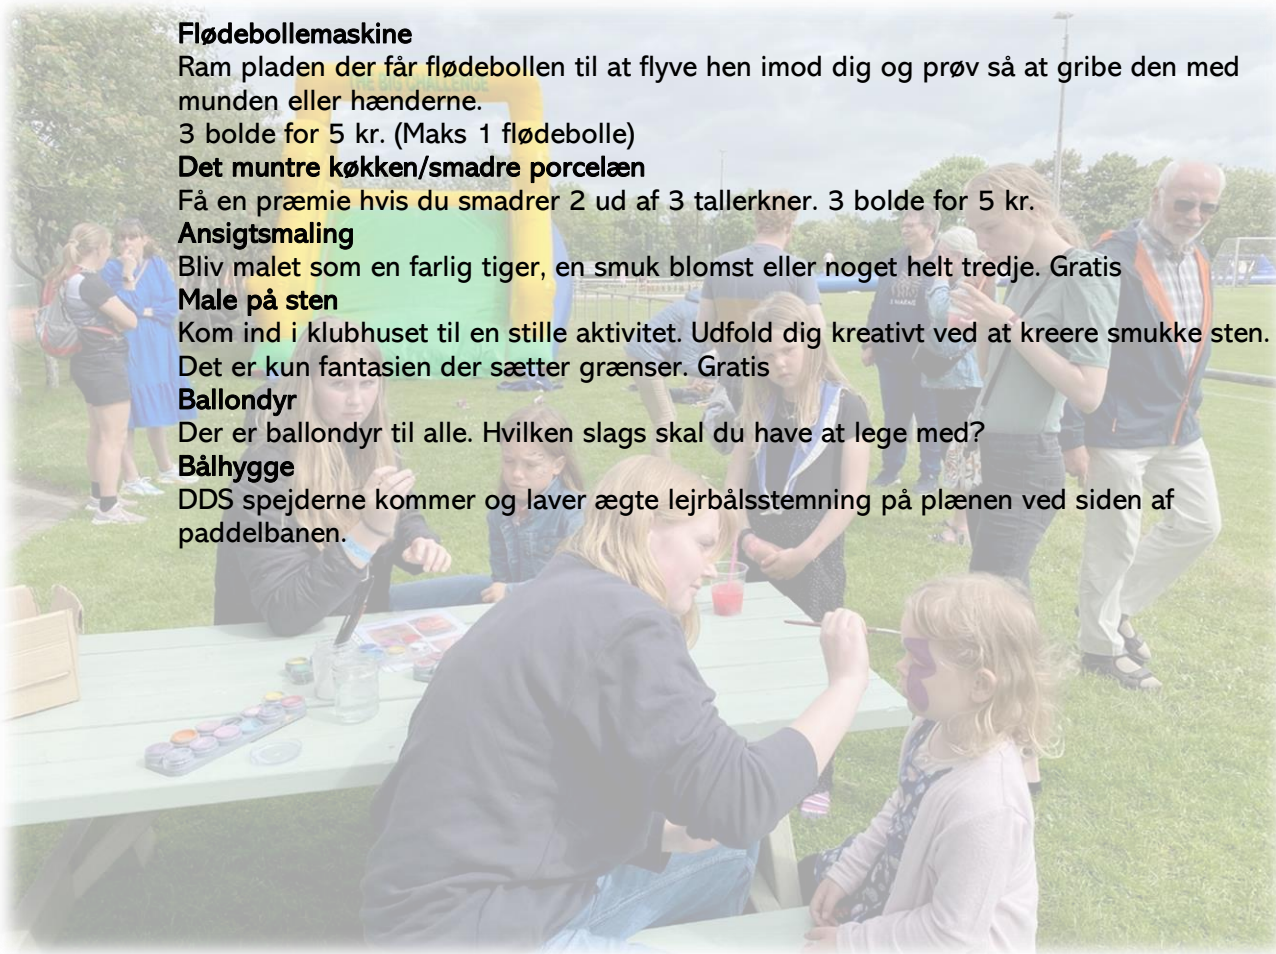 Flødebollemaskine
Ram pladen der får flødebollen til at flyve hen imod dig og prøv så at gribe den med
munden eller hænderne.
3 bolde for 5 kr. (Maks 1 flødebolle)
Det muntre køkken/smadre porcelæn
Få en præmie hvis du smadrer 2 ud af 3 tallerkner. 3 bolde for 5 kr.
Ansigtsmaling
Bliv malet som en farlig tiger, en smuk blomst eller noget helt tredje. Gratis
Male på sten
Kom ind i klubhuset til en stille aktivitet. Udfold dig kreativt ved at kreere smukke sten.
Det er kun fantasien der sætter grænser. Gratis
Ballondyr
Der er ballondyr til alle. Hvilken slags skal du have at lege med?
Bålhygge
DDS spejderne kommer og laver ægte lejrbålsstemning på plænen ved siden af
paddelbanen.
THE BIG CHALLENGE